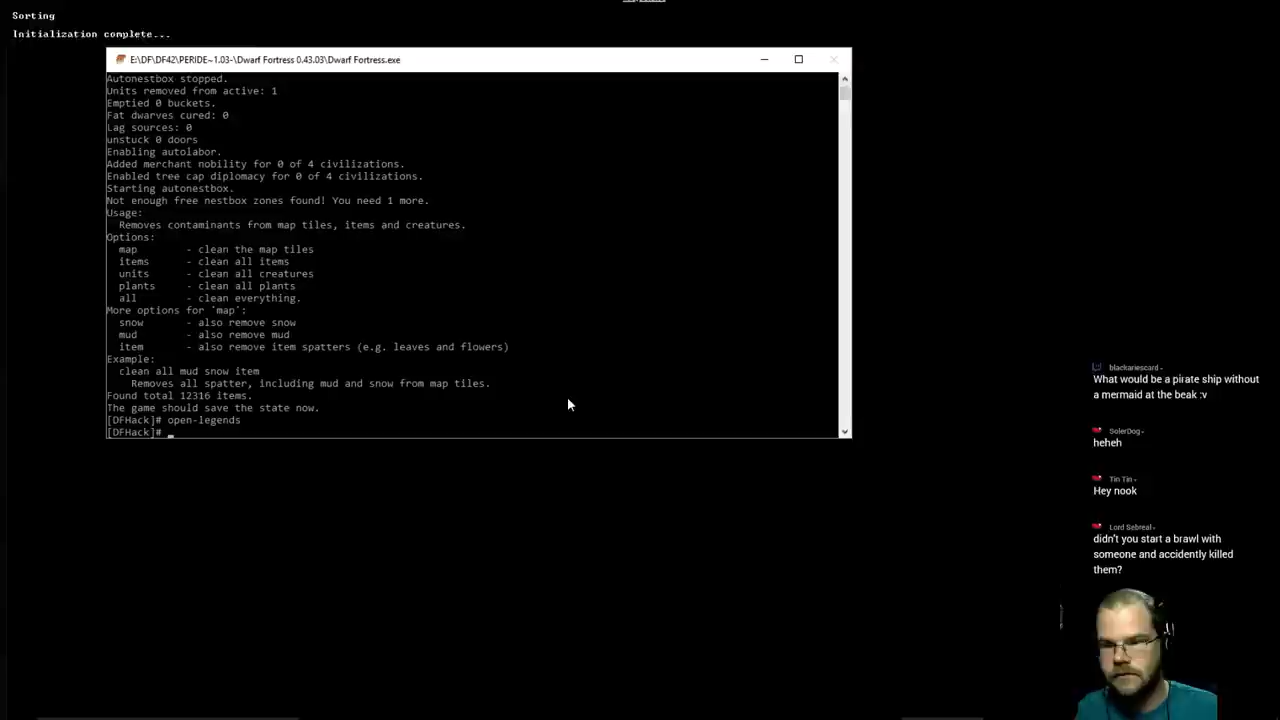 Sorting
Initialization complete...
E:\DF\DF42\PERIDE~1.03-\Dwarf Fortress 0.43.03\Dwarf Fortress.exe
Autonestbox stopped.
Units removed from active: 1
Emptied 0 buckets.
Fat dwarves cured: 0
Lag sources: 0
unstuck 0 doors
Enabling autolabor.
Added merchant nobility for 0 of 4 civilizations.
Enabled tree cap diplomacy for 0 of 4 civilizations.
Starting autonestbox.
Not enough free nestbox zones found! You need 1 more.
Usage:
Removes contaminants from map tiles, items and creatures.
Options:
map - clean the map tiles
items - clean all items
units - clean all creatures
plants - clean all plants
all - clean everything.
More options for `map`:
snow - also remove snow
mud - also remove mud
item - also remove item spatters (e.g. leaves and flowers)
Example:
clean all mud snow item
Removes all spatter, including mud and snow from map tiles.
Found total 12316 items.
The game should save the state now.
[DFHack]# open-legends
[DFHack]# _
blackariescard
What would be a pirate ship without
a mermaid at the beak :v
SolerDog
heheh
Tin Tin
Hey nook
Lord Sebreal
didn't you start a brawl with
someone and accidently killed
them?